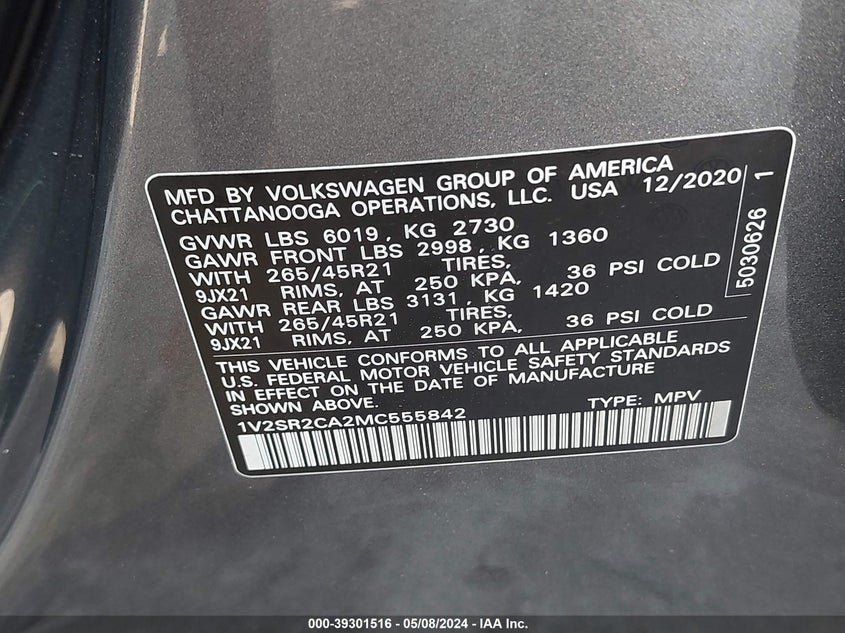 MFD BY VOLKSWAGEN GROUP OF AMERICA
CHATTANOOGA OPERATIONS, LLC. USA 12/2020
GVWR LBS 6019, KG 2730
GAWR FRONT LBS 2998, KG 1360
WITH 265/45R21 TIRES,
9JX21 RIMS, AT 250 KPA, 36 PSI COLD
GAWR REAR LBS 3131, KG 1420
WITH 265/45R21 TIRES,
9JX21 RIMS, AT 250 KPA, 36 PSI COLD
THIS VEHICLE CONFORMS TO ALL APPLICABLE
U.S. FEDERAL MOTOR VEHICLE SAFETY STANDARDS
IN EFFECT ON THE DATE OF MANUFACTURE
SHOWN ABOVE.
1V2SR2CA2MC555842 TYPE: MPV
5030626 1
000-39301516 - 05/08/2024 - IAA Inc.